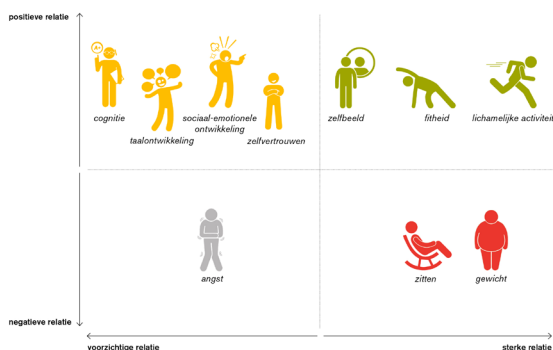 positieve relatie
A+
cognitie
taalontwikkeling
sociaal-emotionele
ontwikkeling
zelfvertrouwen
zelfbeeld
fitheid
lichamelijke activiteit
angst
zitten
gewicht
negatieve relatie
voorzichtige relatie
sterke relatie